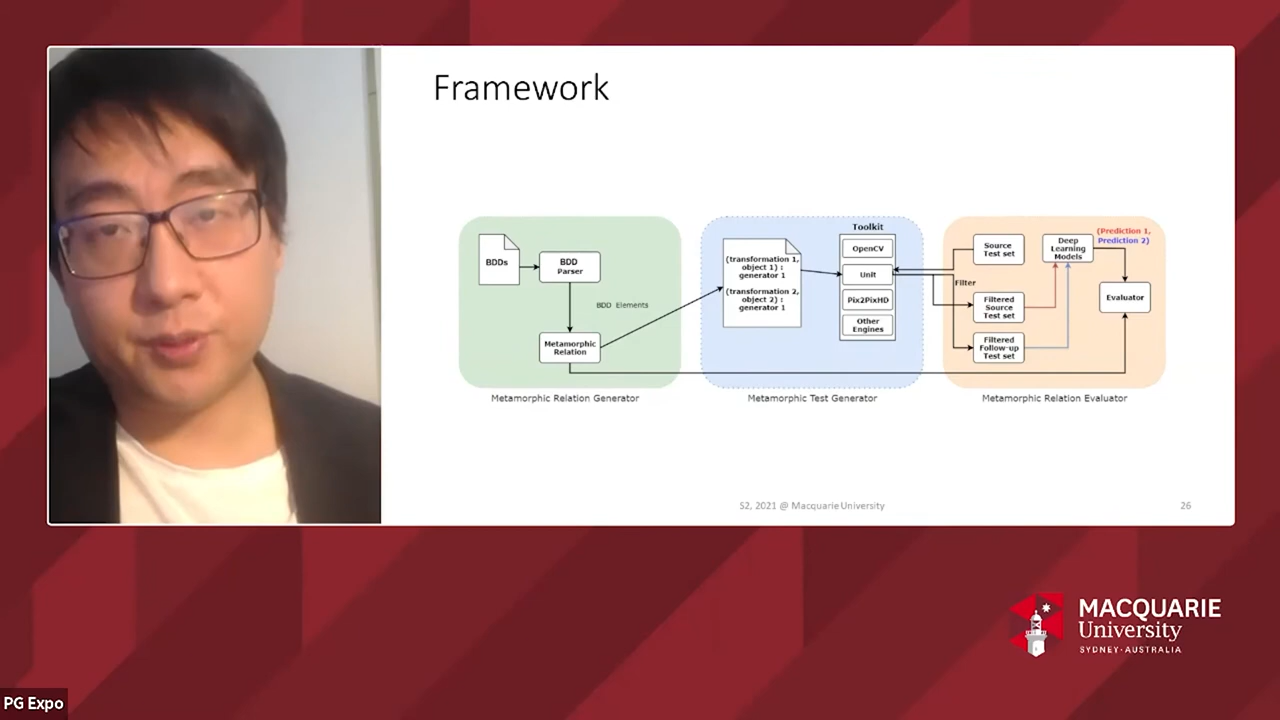 Framework
BDDs
BDD
Parser
BDD Elements
Metamorphic
Relation
Metamorphic Relation Generator
(transformation 1,
object 1) :
generator 1
(transformation 2,
object 2) :
generator 1
Toolkit
OpenCV
Unit
Pix2PixHD
Other
Engines
Metamorphic Test Generator
Source
Test set
Filter
Filtered
Source
Test set
Filtered
Follow-up
Test set
Deep
Learning
Models
(Prediction 1,
Prediction 2)
Evaluator
Metamorphic Relation Evaluator
S2, 2021 @ Macquarie University
26
MACQUARIE
University
SYDNEY·AUSTRALIA
PG Expo